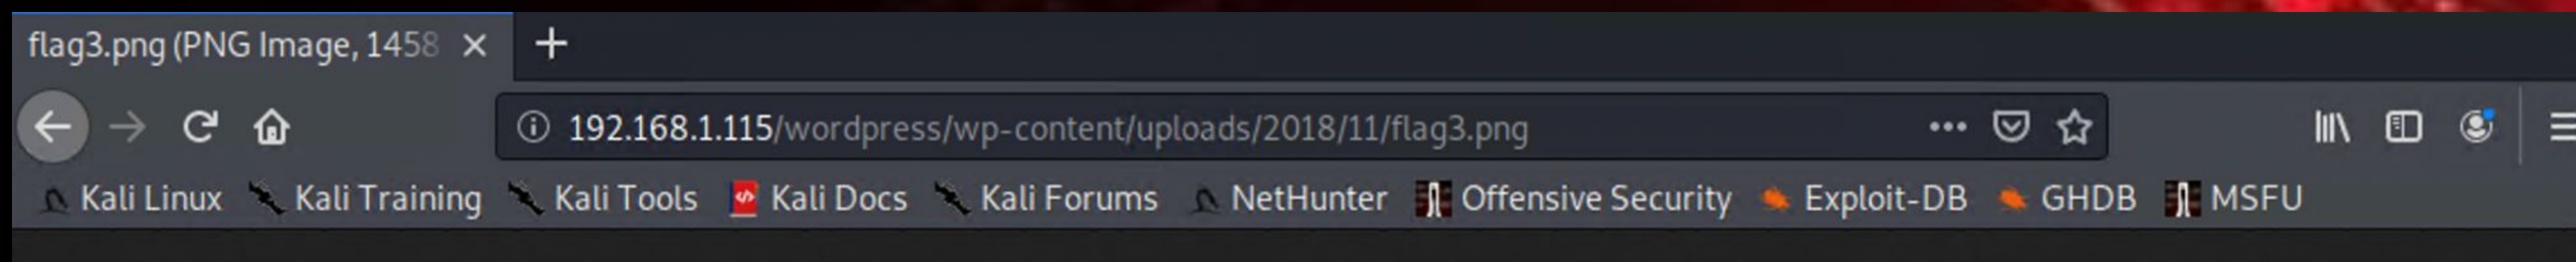 flag3.png (PNG Image, 1458
192.168.1.115/wordpress/wp-content/uploads/2018/11/flag3.png
Kali Linux Kali Training Kali Tools Kali Docs Kali Forums NetHunter Offensive Security Exploit-DB GHDB MSFU